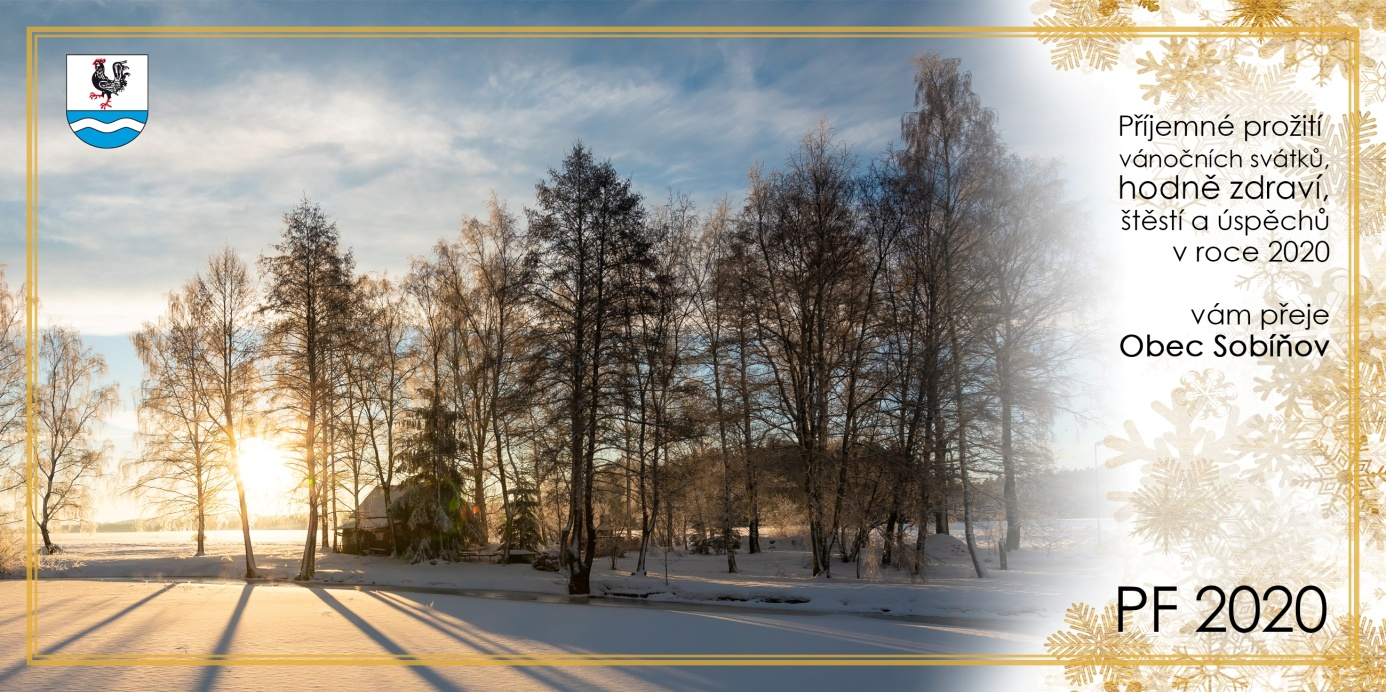 Příjemné prožití
vánočních svátků,
hodně zdraví,
štěstí a úspěchů
v roce 2020
vám přeje
Obec Sobíňov
PF 2020